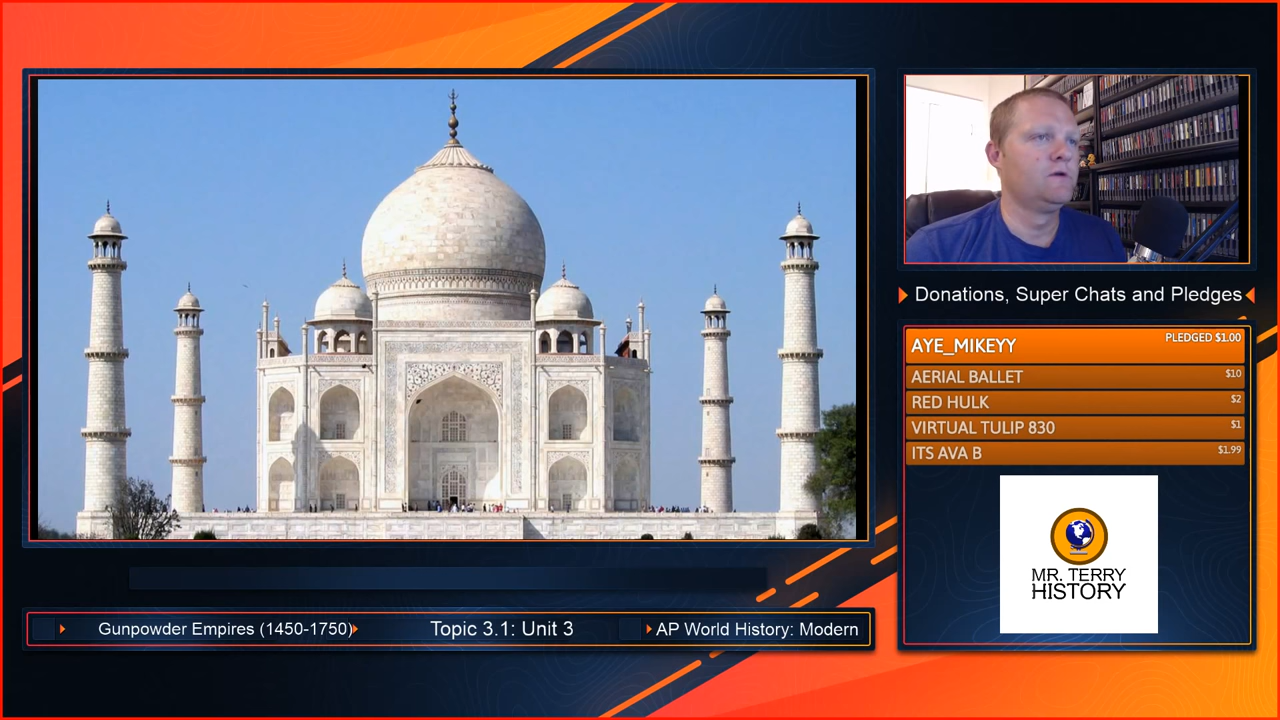 Donations, Super Chats and Pledges
AYE_MIKEYY PLEDGED $1.00
AERIAL BALLET $10
RED HULK $2
VIRTUAL TULIP 830 $1
ITS AVA B $1.99
MR. TERRY
HISTORY
Gunpowder Empires (1450-1750) Topic 3.1: Unit 3 AP World History: Modern